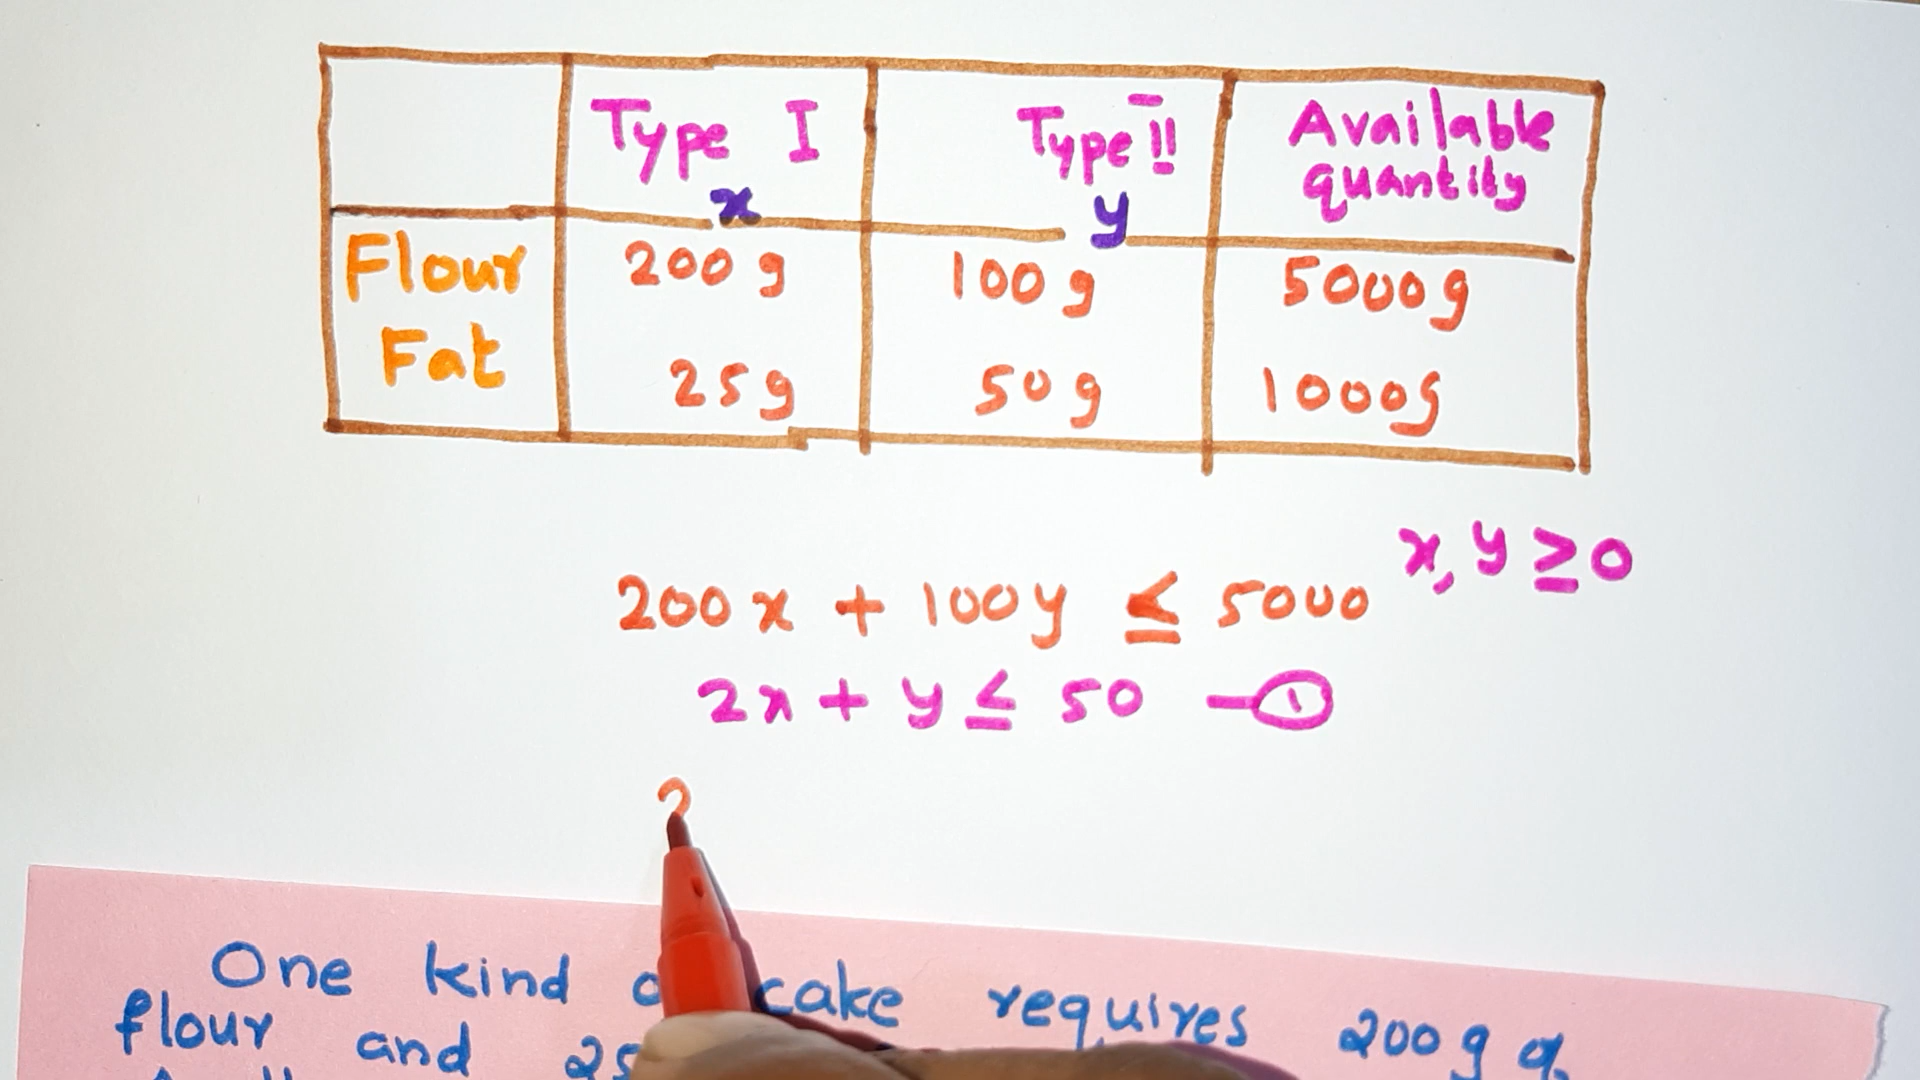 Type I Type II Available quantity
x y
Flour 200 g 100 g 5000 g
Fat 25 g 50 g 1000 g
x, y ≥ 0
200x + 100y ≤ 5000
2x + y ≤ 50 — ①
One kind cake requires 200 g of
flour and 25